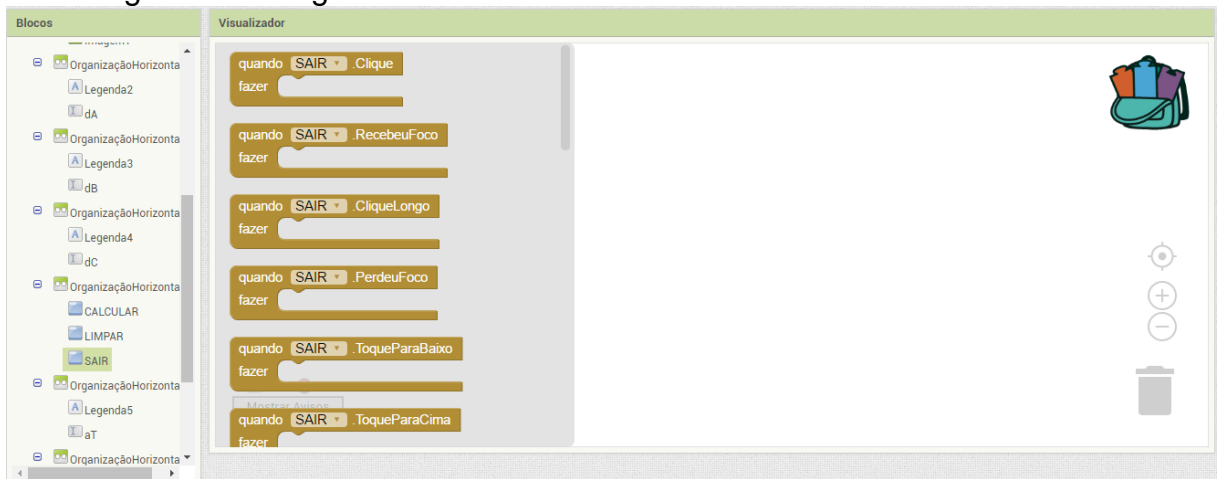 Blocos
Visualizador
OrganizaçãoHorizonta
Legenda2
dA
OrganizaçãoHorizonta
Legenda3
dB
OrganizaçãoHorizonta
Legenda4
dC
OrganizaçãoHorizonta
CALCULAR
LIMPAR
SAIR
OrganizaçãoHorizonta
Legenda5
aT
OrganizaçãoHorizonta
quando SAIR .Clique
fazer
quando SAIR .RecebeuFoco
fazer
quando SAIR .CliqueLongo
fazer
quando SAIR .PerdeuFoco
fazer
quando SAIR .ToqueParaBaixo
fazer
Mostrar Avisos
quando SAIR .ToqueParaCima
fazer